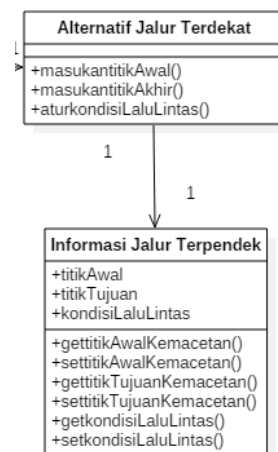 Alternatif Jalur Terdekat
1
+masukantitikAwal()
+masukantitikAkhir()
+aturkondisiLaluLintas()
1
1
Informasi Jalur Terpendek
+titikAwal
+titikTujuan
+kondisiLaluLintas
+gettitikAwalKemacetan()
+settitikAwalKemacetan()
+gettitikTujuanKemacetan()
+settitikTujuanKemacetan()
+getkondisiLaluLintas()
+setkondisiLaluLintas()